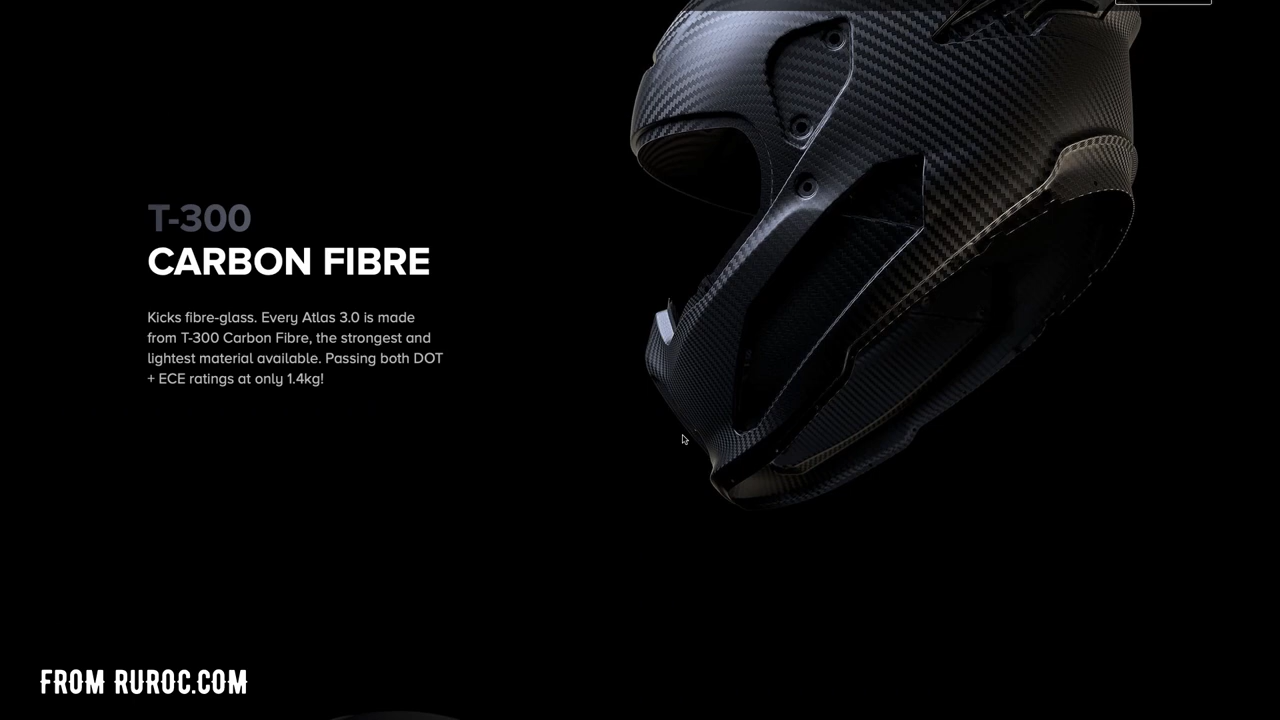 T-300
CARBON FIBRE
Kicks fibre-glass. Every Atlas 3.0 is made
from T-300 Carbon Fibre, the strongest and
lightest material available. Passing both DOT
+ ECE ratings at only 1.4kg!
FROM RUROC.COM